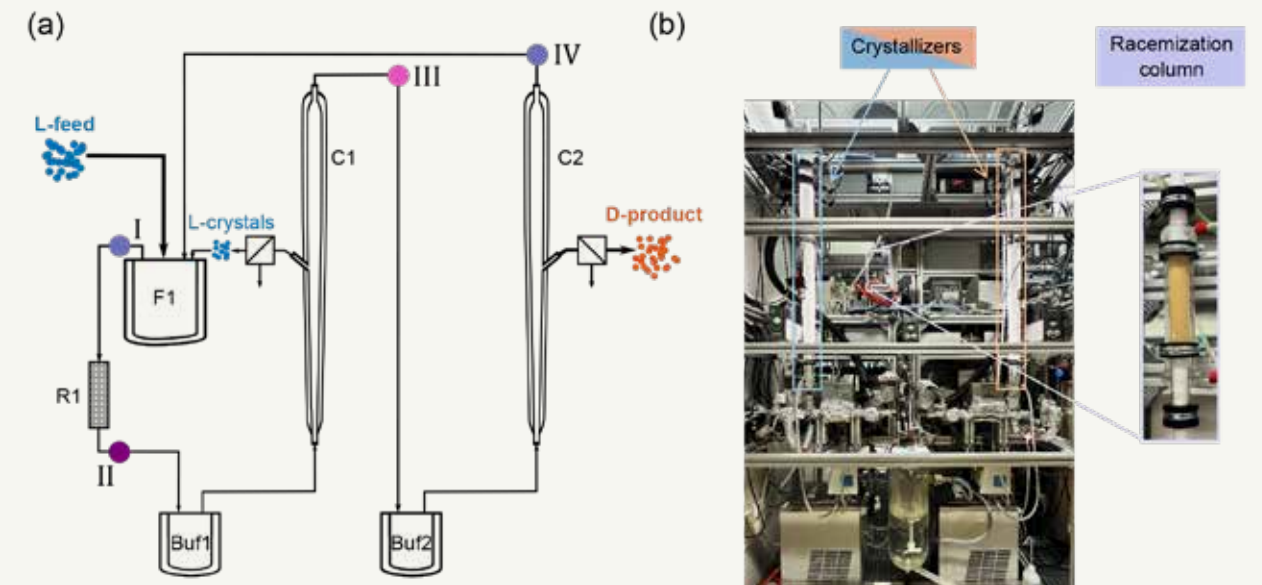 (a)
IV
III
L-feed
C1
C2
L-crystals
D-product
I
F1
R1
II
Buf1
Buf2
(b)
Crystallizers
Racemization
column